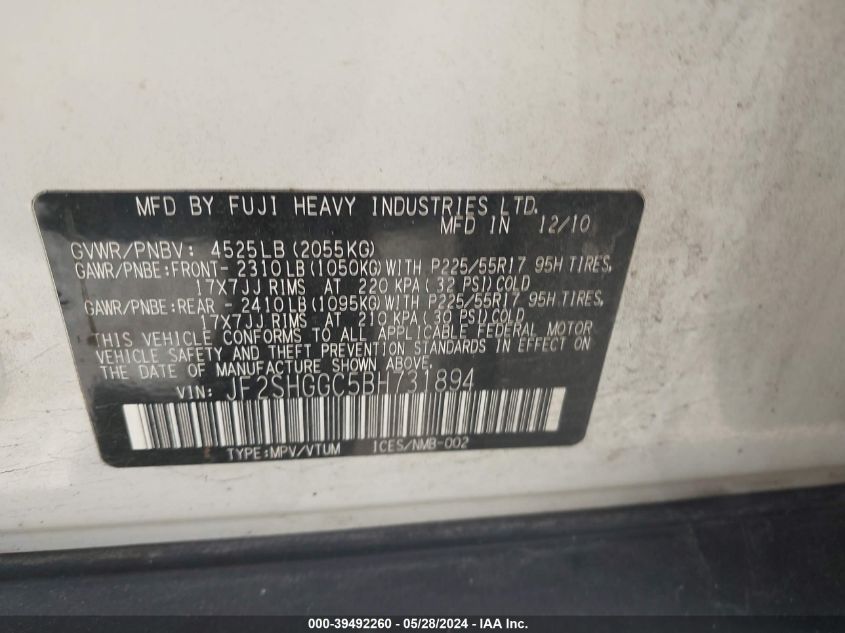 MFD BY FUJI HEAVY INDUSTRIES LTD.
MFD IN 12/10
GVWR/PNBV: 4525LB(2055KG)
GAWR/PNBE:FRONT-2310LB(1050KG)WITH P225/55R17 95H TIRES,
17X7JJ RIMS AT 220 KPA(32 PSI)COLD
GAWR/PNBE:REAR -2410LB(1095KG)WITH P225/55R17 95H TIRES,
17X7JJ RIMS AT 210 KPA(30 PSI)COLD
THIS VEHICLE CONFORMS TO ALL APPLICABLE FEDERAL MOTOR
VEHICLE SAFETY AND THEFT PREVENTION STANDARDS IN EFFECT ON
THE DATE OF MANUFACTURE SHOWN ABOVE.
VIN: JF2SHGGC5BH731894
TYPE:MPV/VTUM ICES/NMB-002
000-39492260 - 05/28/2024 - IAA Inc.